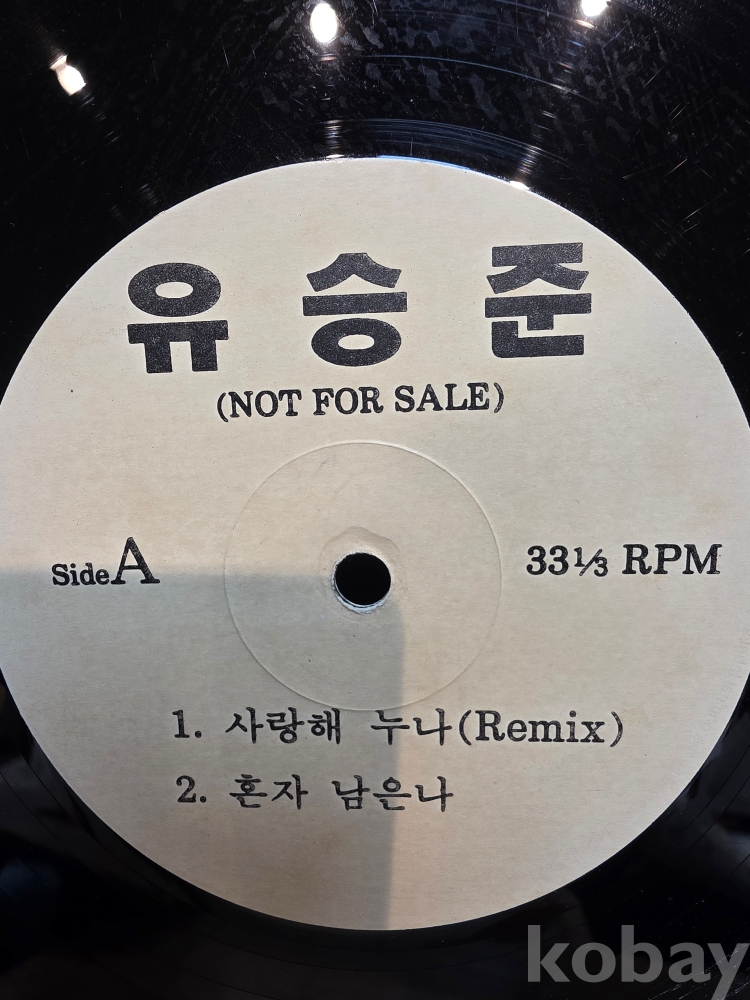 유승준
(NOT FOR SALE)
Side A
33⅓ RPM
1. 사랑해 누나(Remix)
2. 혼자 남은나
kobay